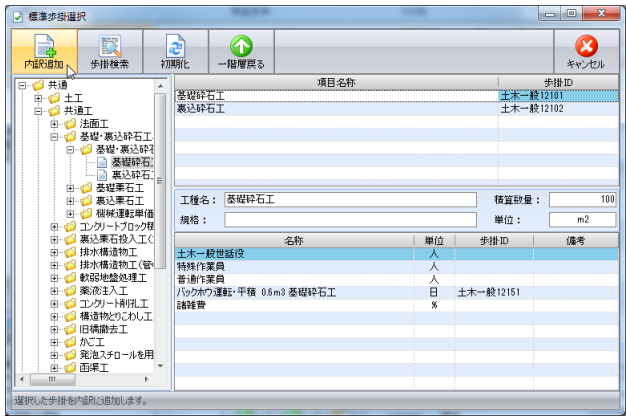 標準歩掛選択
内訳追加
歩掛検索
初期化
一階層戻る
キャンセル
共通
土工
共通工
法面工
基礎・裏込砕石工
基礎・裏込砕石
基礎砕石工
裏込砕石工
基礎栗石工
裏込栗石工
機械運転単価
コンクリートブロック積
裏込栗石投入工(
排水構造物工
排水構造物工(管
軟弱地盤処理工
薬液注入工
コンクリート削孔工
構造物とりこわし工
旧橋撤去工
かご工
発泡スチロールを用
函渠工
項目名称 歩掛ID
基礎砕石工 土木一般12101
裏込砕石工 土木一般12102
工種名: 基礎砕石工 積算数量: 100
規格: 単位: m2
名称 単位 歩掛ID 備考
土木一般世話役 人
特殊作業員 人
普通作業員 人
バックホウ運転・平積 0.6m3 基礎砕石工 日 土木一般12151
諸雑費 %
選択した歩掛を内訳に追加します。